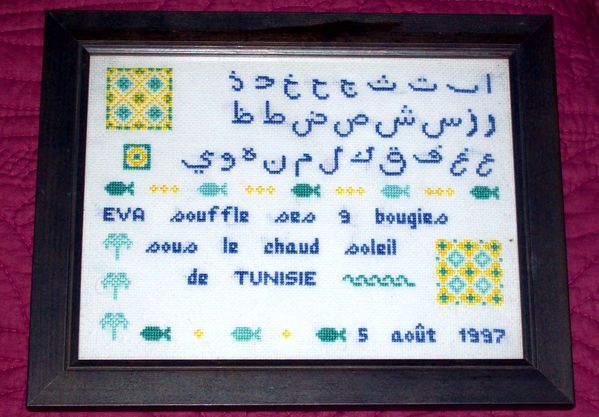 ا ب ت ث ج ح خ د ذ
ر ز س ش ص ض ط ظ
ع غ ف ق ك ل م ن ه و ي
EVA souffle ses 9 bougies
sous le chaud soleil
de TUNISIE
5 août 1997